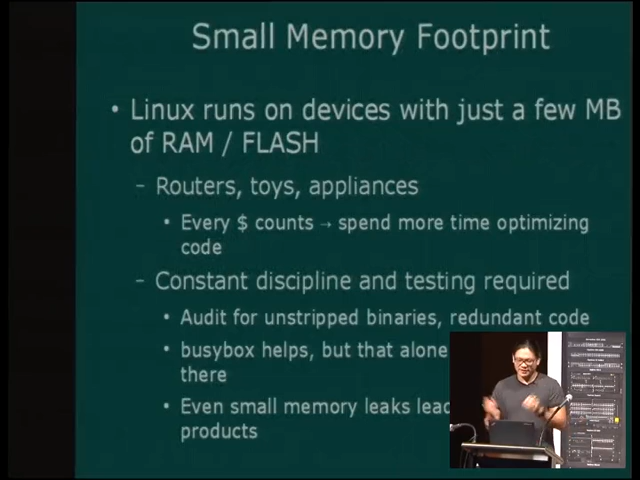 Small Memory Footprint
• Linux runs on devices with just a few MB
of RAM / FLASH
– Routers, toys, appliances
• Every $ counts → spend more time optimizing
code
– Constant discipline and testing required
• Audit for unstripped binaries, redundant code
• busybox helps, but that alone
there
• Even small memory leaks lead
products